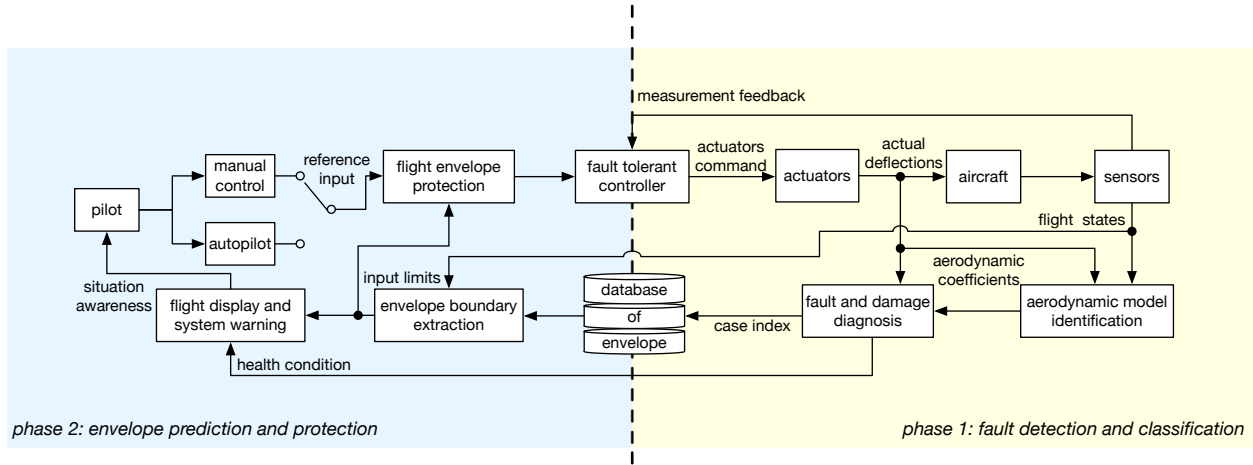 measurement feedback
manual
control
reference
input
flight envelope
protection
fault tolerant
controller
actuators
command
actuators
actual
deflections
aircraft
sensors
pilot
autopilot
flight states
situation
awareness
input limits
flight display and
system warning
envelope boundary
extraction
database
of
envelope
case index
fault and damage
diagnosis
aerodynamic
coefficients
aerodynamic model
identification
health condition
phase 2: envelope prediction and protection
phase 1: fault detection and classification